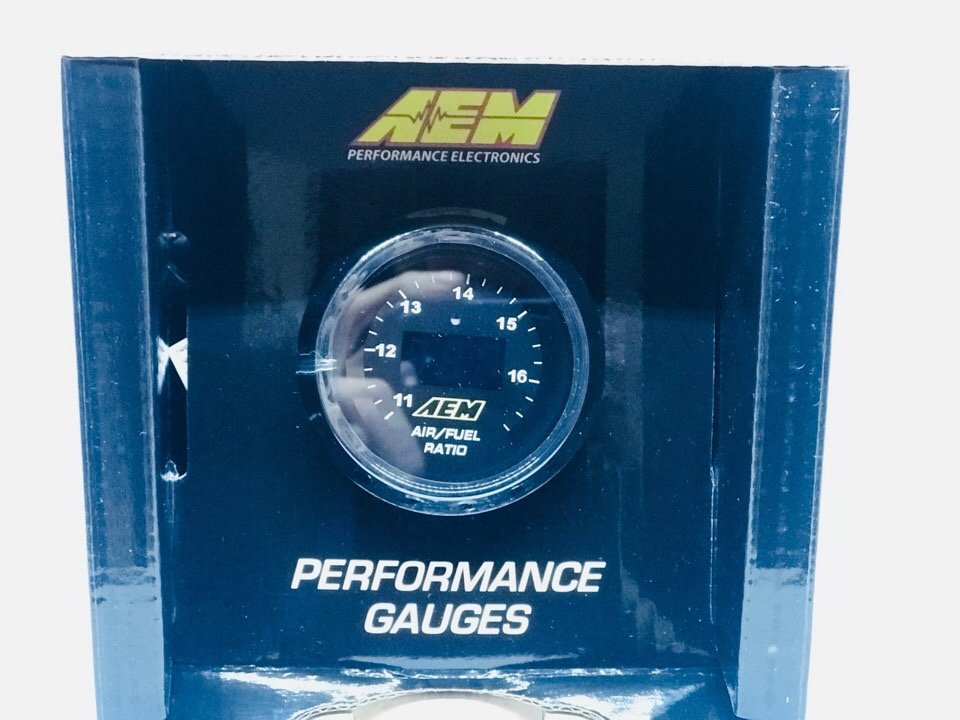 AEM
PERFORMANCE ELECTRONICS
14
13
15
12
16
11
AEM
AIR/FUEL
RATIO
PERFORMANCE
GAUGES